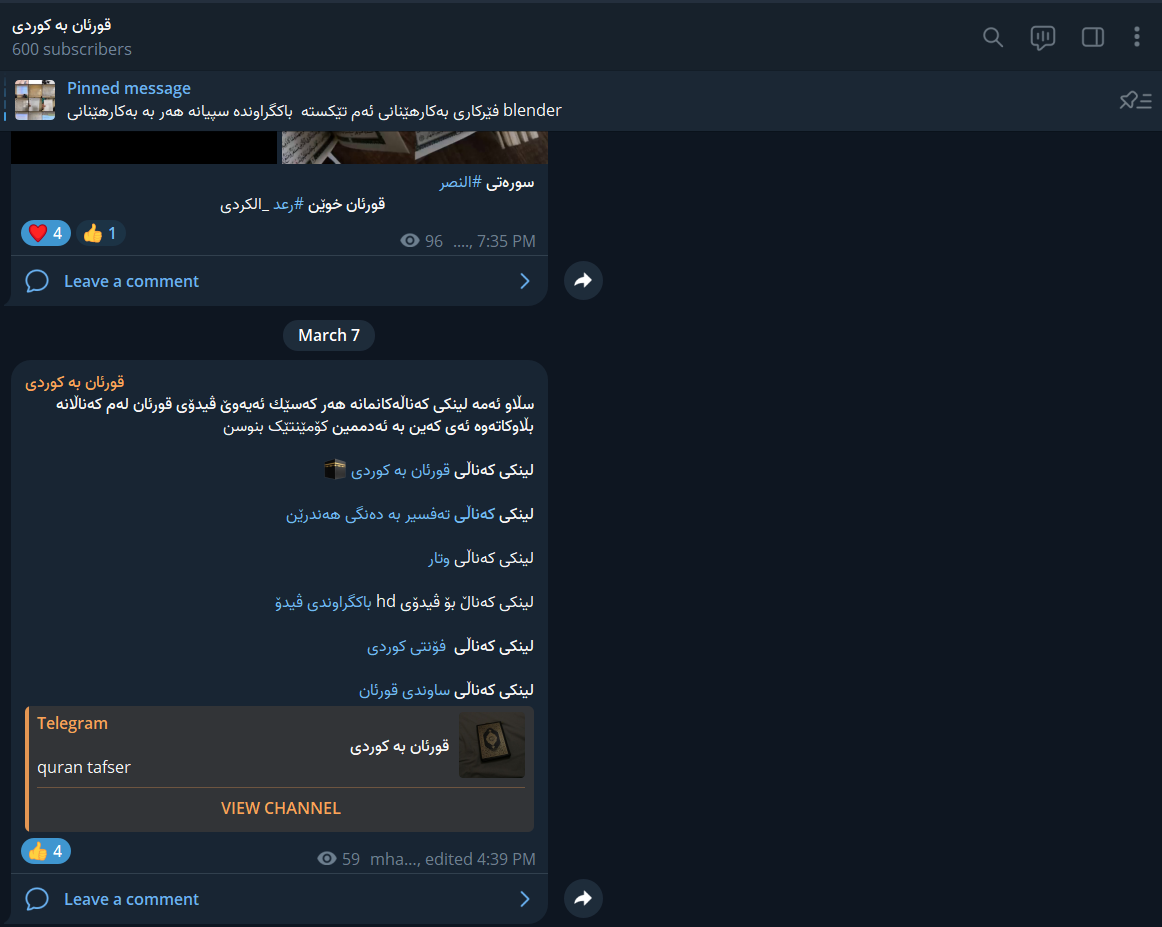 قورئان بە کوردی
600 subscribers
Pinned message
فێرکاری بەکارهێنانی ئەم تێکستە باکگراوندە سپیانە هەر بە بەکارهێنانی blender
سورەتی #النصر
قورئان خوێن #رعد _الكردى
4 1
96 ...., 7:35 PM
Leave a comment
March 7
قورئان بە کوردی
سڵاو ئەمە لینکی کەناڵەکانمانە هەر کەسێك ئەیەوێ ڤیدۆی قورئان لەم کەناڵانە
بڵاوکاتەوە ئەی کەین بە ئەدممین کۆمێنتێک بنوسن
لینکی کەناڵی قورئان بە کوردی
لینکی کەناڵی تەفسیر بە دەنگی هەندرێن
لینکی کەناڵی وتار
لینکی کەناڵ بۆ ڤیدۆی hd باکگراوندی ڤیدۆ
لینکی کەناڵی فۆنتی کوردی
لینکی کەناڵی ساوندی قورئان
Telegram
قورئان بە کوردی
quran tafser
VIEW CHANNEL
4
59 mha..., edited 4:39 PM
Leave a comment